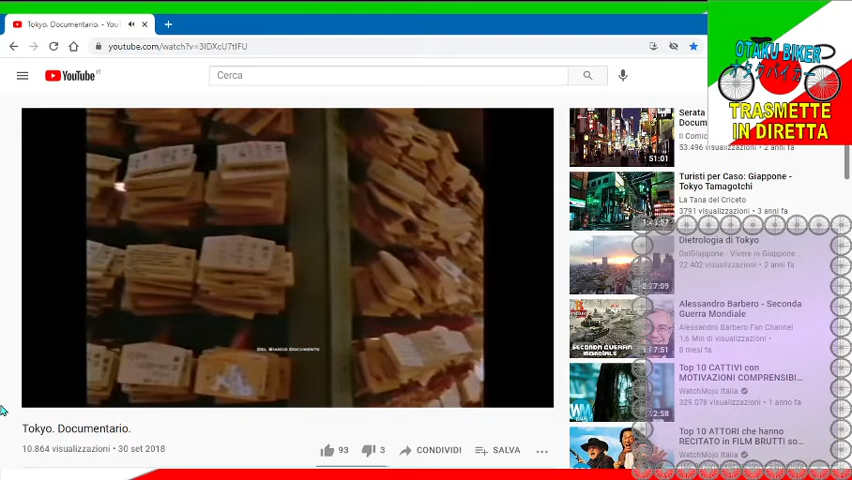 Tokyo. Documentario. - You
youtube.com/watch?v=3IDXcU7tIFU
YouTube IT
Cerca
OTAKU BIKER
オタクバイカー
TRASMETTE
IN DIRETTA
DEL BIANCO DOCUMENTS
Tokyo. Documentario.
10.864 visualizzazioni • 30 set 2018
93
3
CONDIVIDI
SALVA
Serata
Docum
Il Comic
53.496 visualizzazioni • 2 anni fa
51:01
Turisti per Caso: Giappone -
Tokyo Tamagotchi
La Tana del Criceto
3791 visualizzazioni • 3 anni fa
Dietrologia di Tokyo
DalGiappone - Vivere in Giappone ...
22.402 visualizzazioni • 2 anni fa
2:17:09
Alessandro Barbero - Seconda
Guerra Mondiale
Alessandro Barbero Fan Channel
1,6 Mln di visualizzazioni •
8 mesi fa
SECONDA GUERRA
MONDIALE
1:07:51
Top 10 CATTIVI con
MOTIVAZIONI COMPRENSIBI...
WatchMojo Italia
329.078 visualizzazioni • 1 anno fa
12:58
Top 10 ATTORI che hanno
RECITATO in FILM BRUTTI so...
WatchMojo Italia